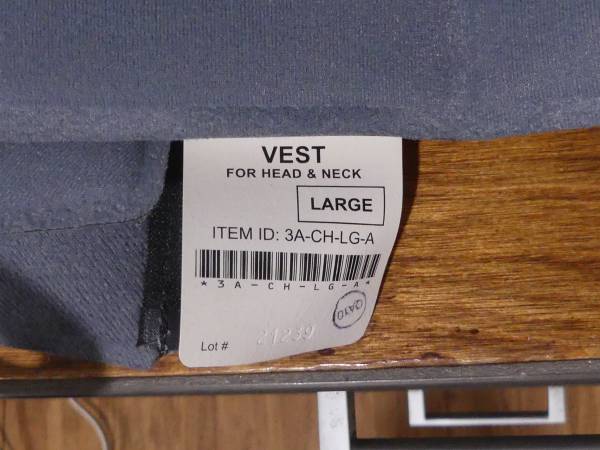 VEST
FOR HEAD & NECK
LARGE
ITEM ID: 3A-CH-LG-A
*3A-CH-LG-A*
QA10
Lot # 21239